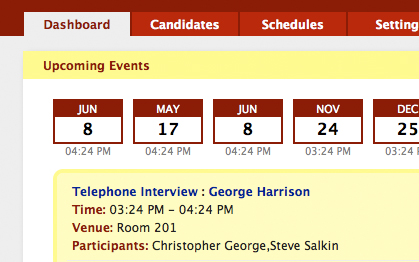 Dashboard Candidates Schedules Setting
Upcoming Events
JUN MAY JUN NOV DEC
8 17 8 24 25
04:24 PM 04:24 PM 04:24 PM 03:24 PM 03:24 P
Telephone Interview : George Harrison
Time: 03:24 PM – 04:24 PM
Venue: Room 201
Participants: Christopher George,Steve Salkin